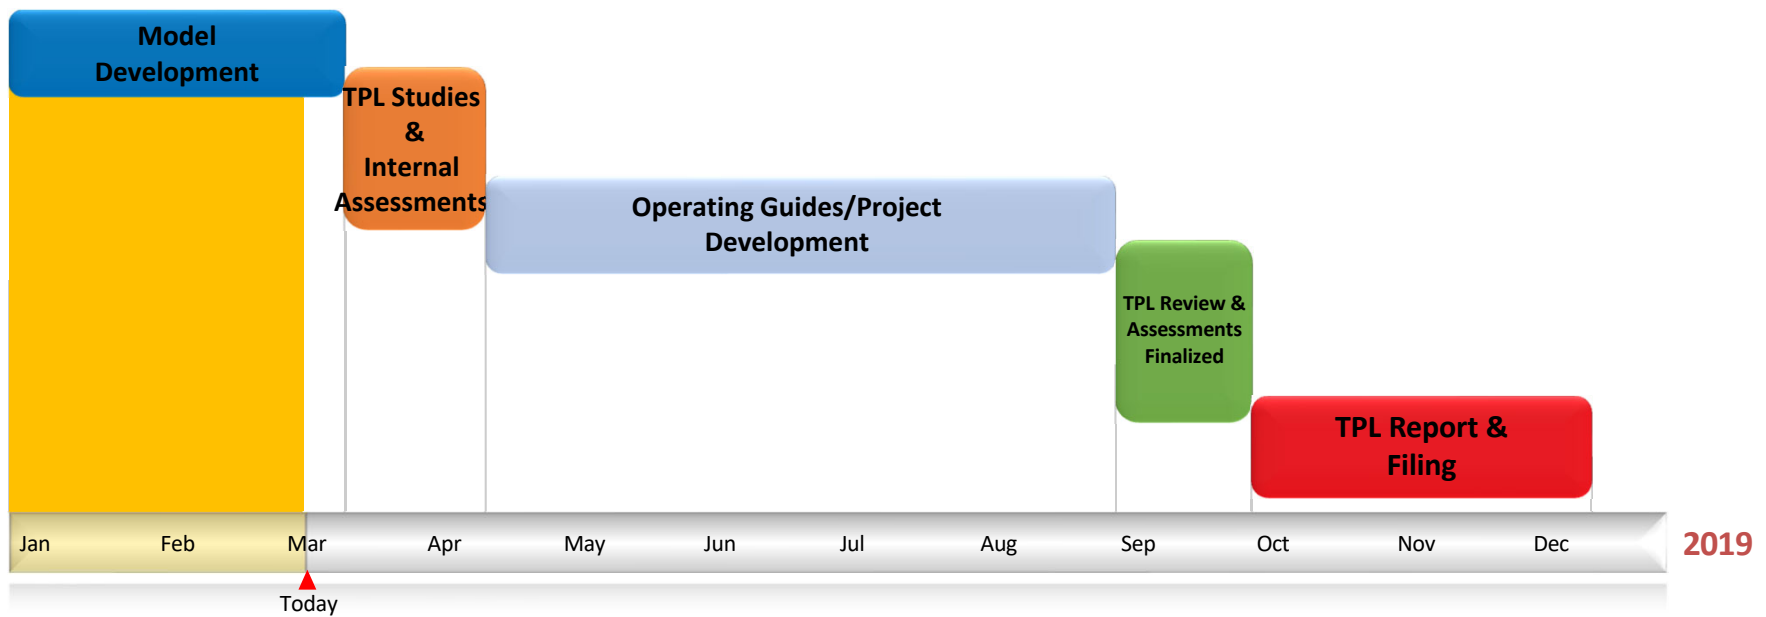 Model
Development
TPL Studies
&
Internal
Assessments
Operating Guides/Project
Development
TPL Review &
Assessments
Finalized
TPL Report &
Filing
Jan Feb Mar Apr May Jun Jul Aug Sep Oct Nov Dec 2019
Today